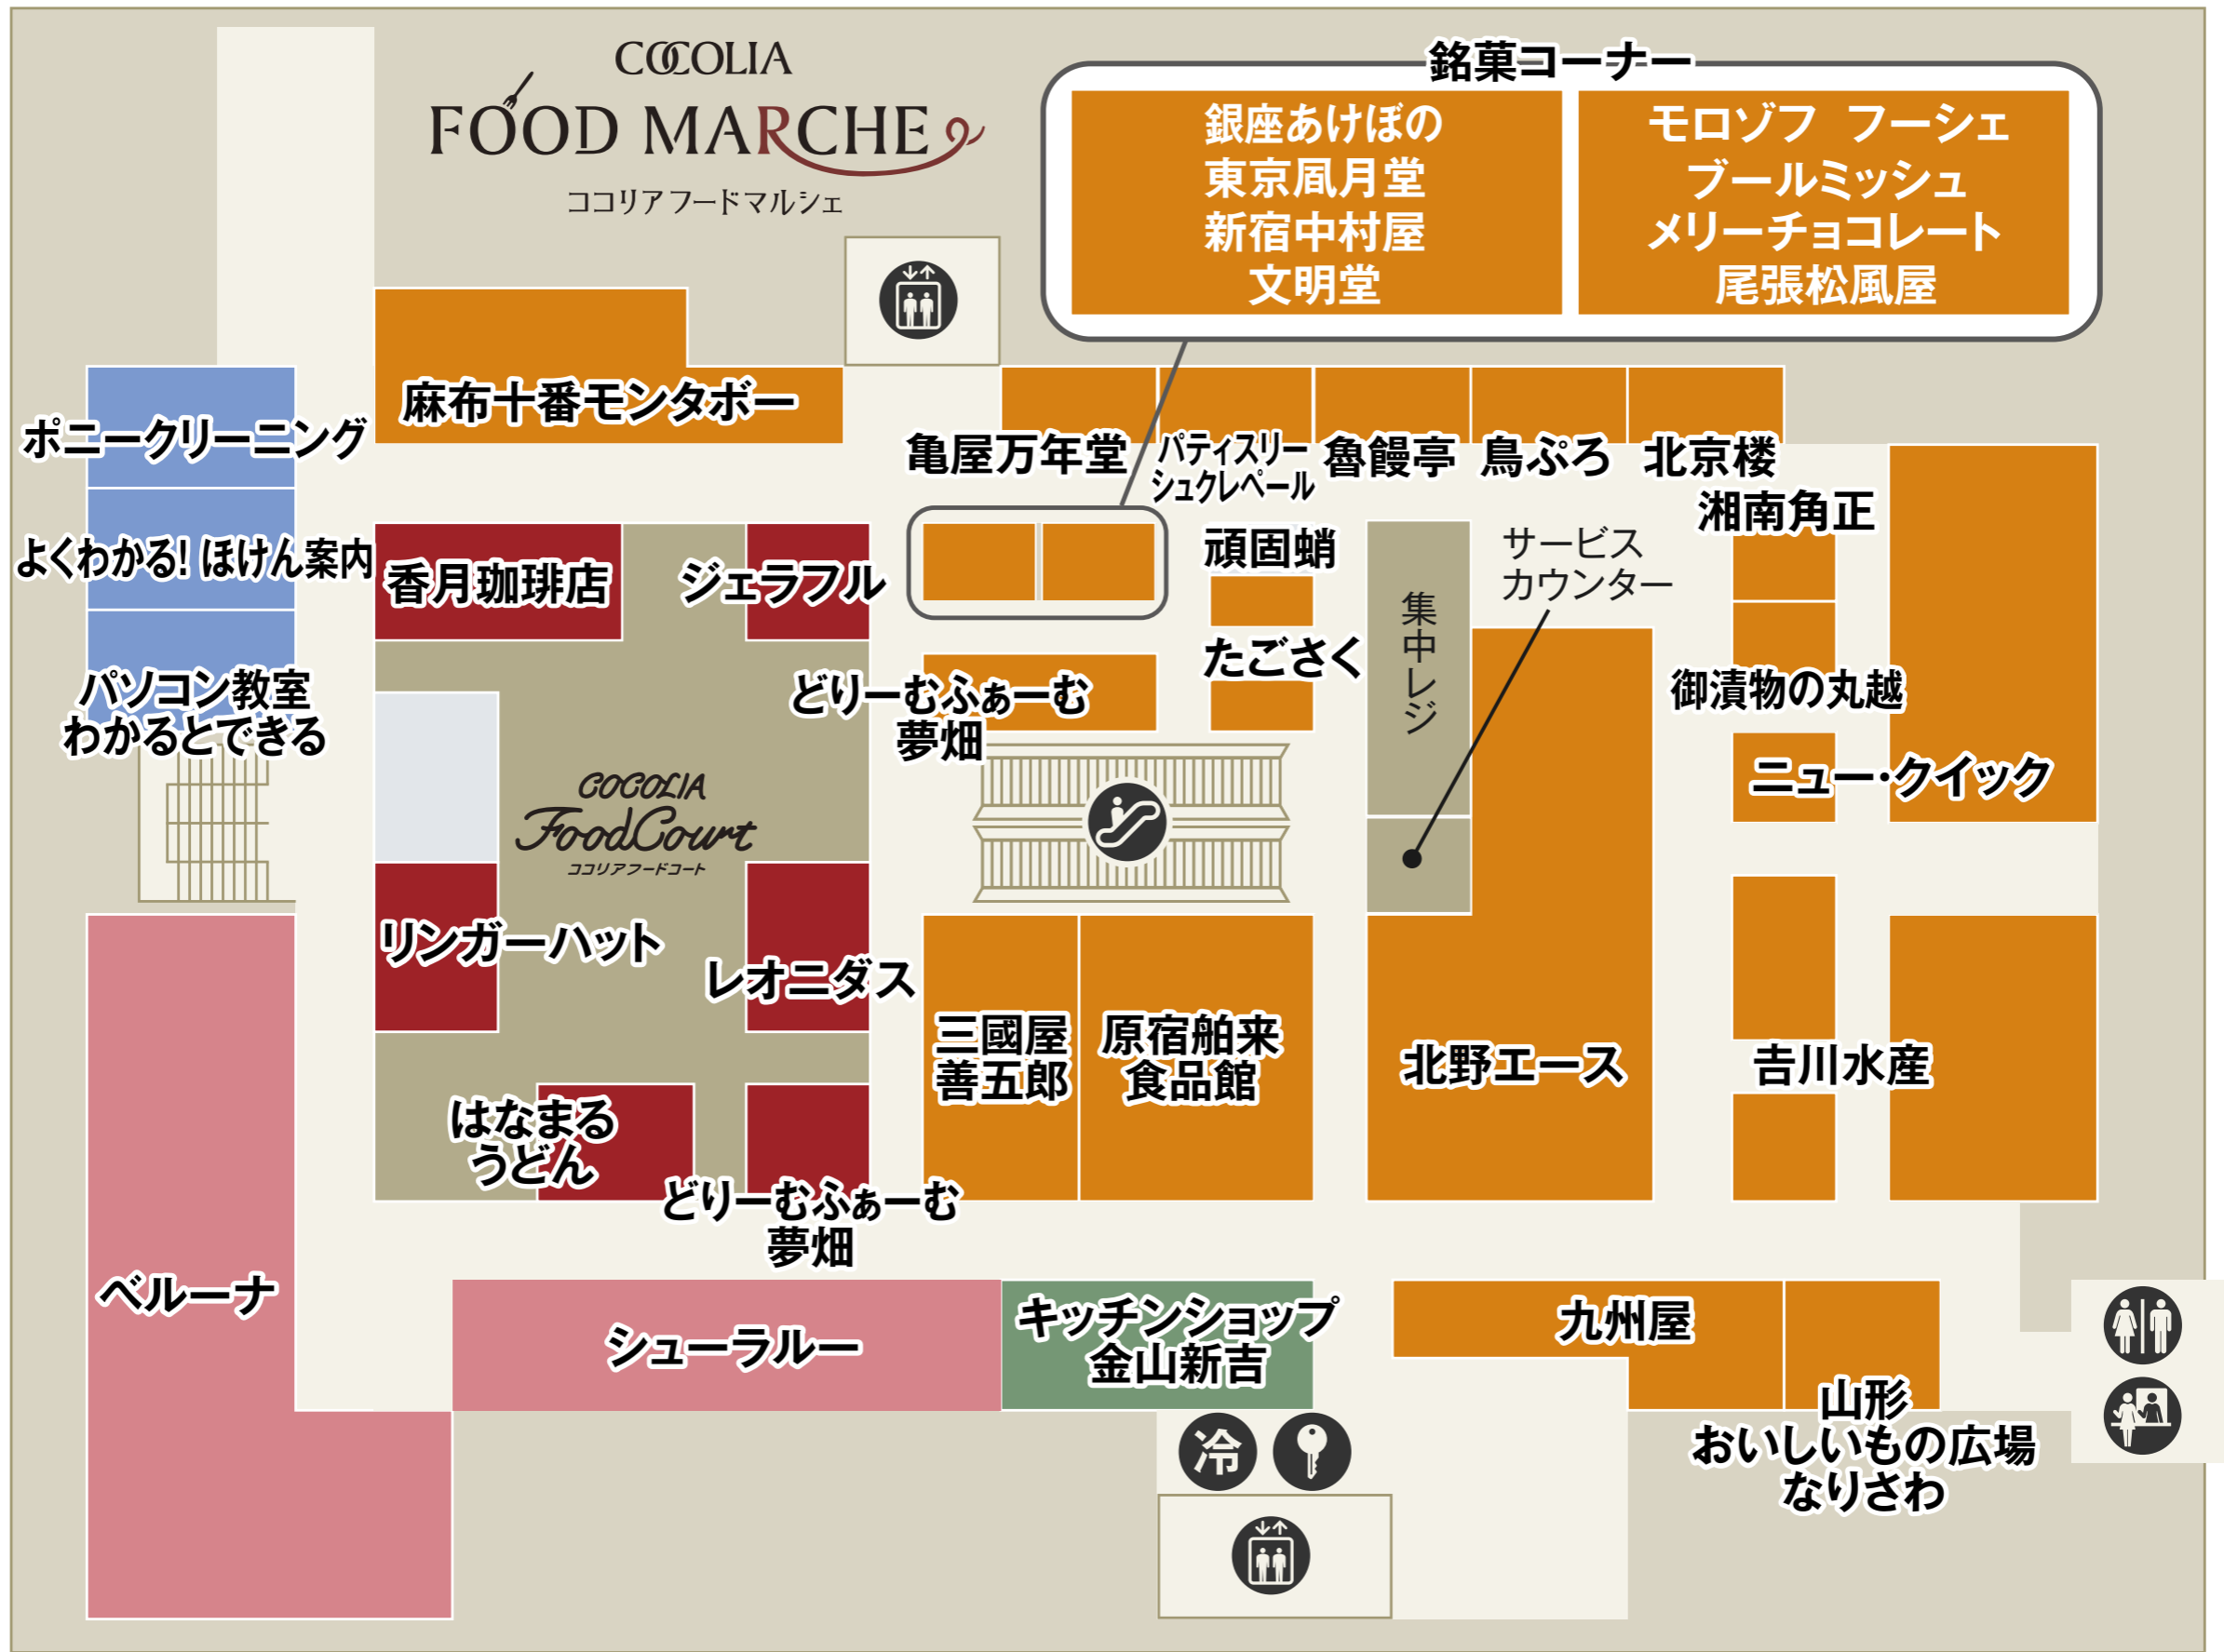 COCOLIA
FOOD MARCHE
ココリアフードマルシェ
銘菓コーナー
銀座あけぼの
東京凮月堂
新宿中村屋
文明堂
モロゾフ フーシェ
ブールミッシュ
メリーチョコレート
尾張松風屋
麻布十番モンタボー
ポニークリーニング
亀屋万年堂
パティスリー
シュクレペール
魯饅亭
鳥ぷろ
北京楼
湘南角正
よくわかる! ほけん案内
香月珈琲店
ジェラフル
頑固蛸
サービス
カウンター
集中レジ
たごさく
どりーむふぁーむ
夢畑
御漬物の丸越
パソコン教室
わかるとできる
ニュー・クイック
COCOLIA
Food Court
ココリアフードコート
リンガーハット
レオニダス
三國屋
善五郎
原宿舶来
食品館
北野エース
𠮷川水産
はなまる
うどん
どりーむふぁーむ
夢畑
ベルーナ
シューラルー
キッチンショップ
金山新吉
九州屋
山形
おいしいもの広場
なりさわ
冷